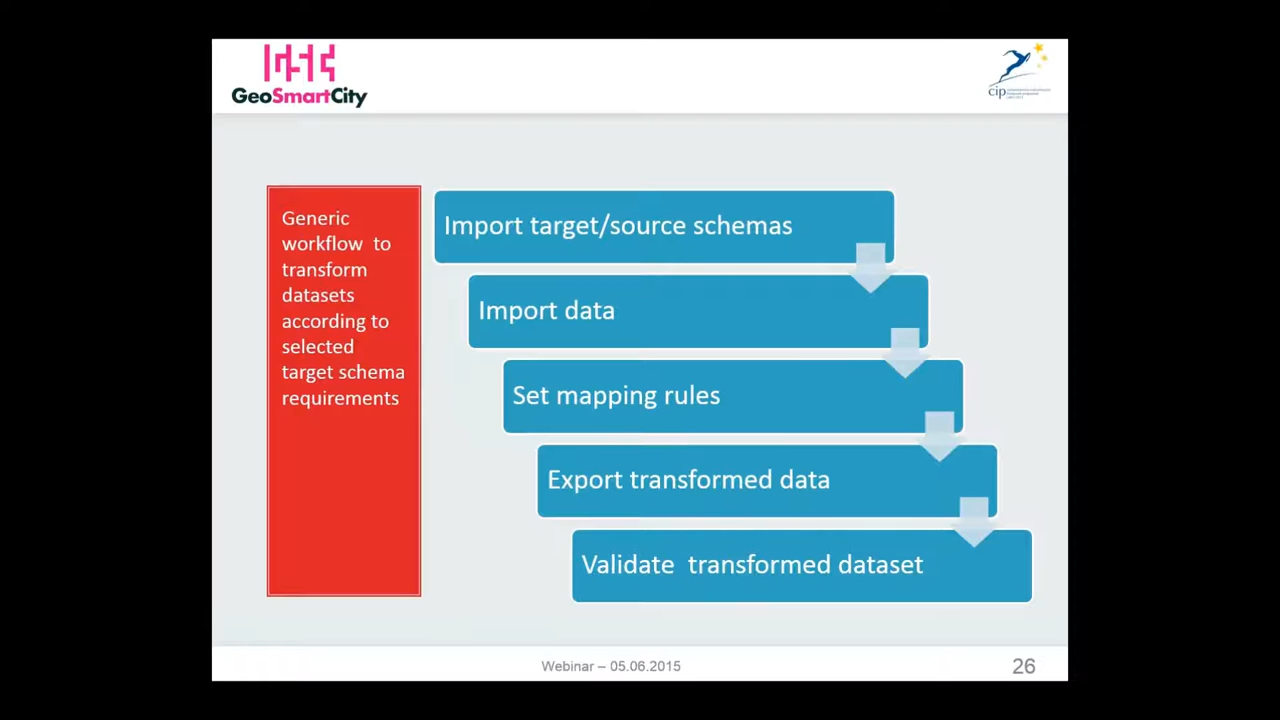 GeoSmartCity
cip
Generic
workflow to
transform
datasets
according to
selected
target schema
requirements
Import target/source schemas
Import data
Set mapping rules
Export transformed data
Validate transformed dataset
Webinar – 05.06.2015
26